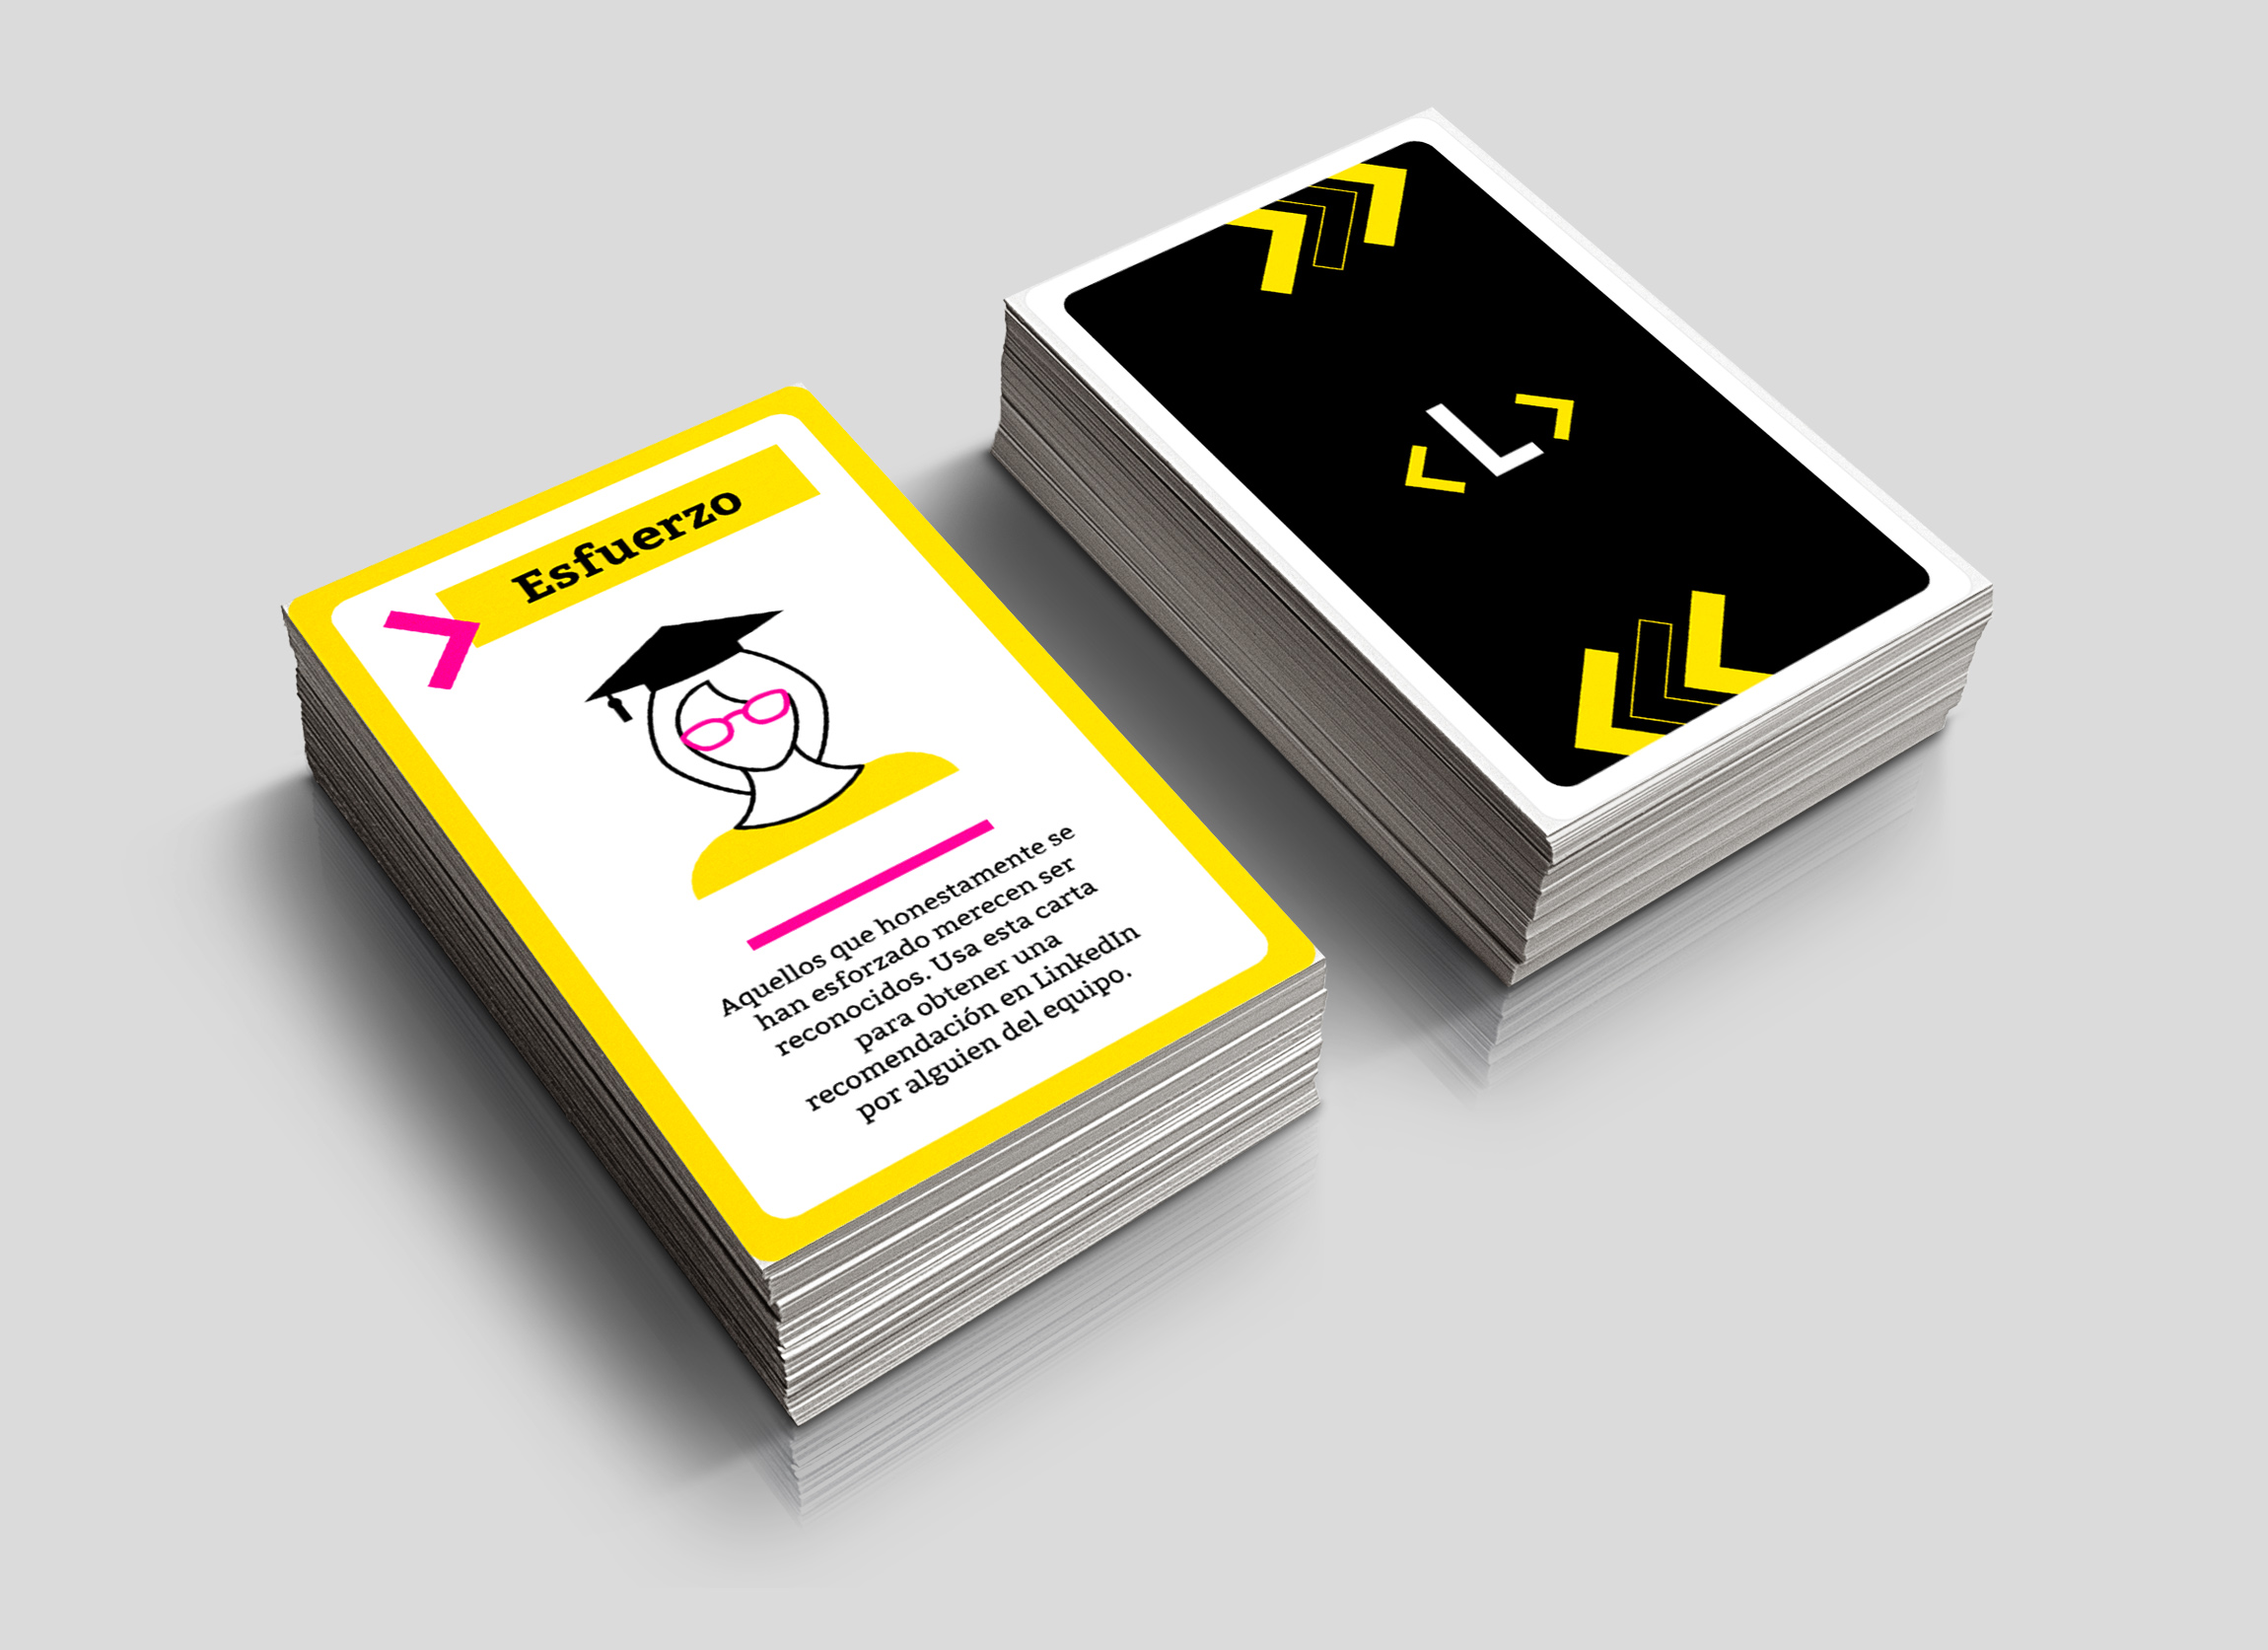 Esfuerzo
Aquellos que honestamente se
han esforzado merecen ser
reconocidos. Usa esta carta
para obtener una
recomendación en LinkedIn
por alguien del equipo.
L